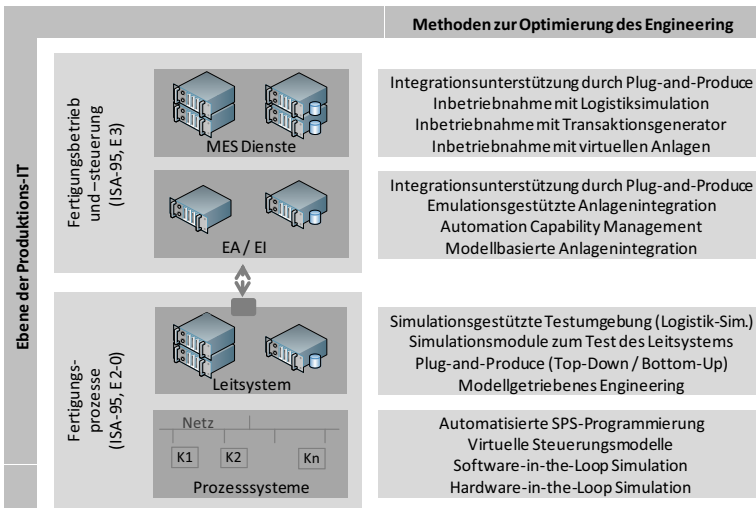 Methoden zur Optimierung des Engineering
Ebene der Produktions-IT
Fertigungsbetrieb
und –steuerung
(ISA-95, E 3)
MES Dienste
Integrationsunterstützung durch Plug-and-Produce
Inbetriebnahme mit Logistiksimulation
Inbetriebnahme mit Transaktionsgenerator
Inbetriebnahme mit virtuellen Anlagen
EA / EI
Integrationsunterstützung durch Plug-and-Produce
Emulationsgestützte Anlagenintegration
Automation Capability Management
Modellbasierte Anlagenintegration
Fertigungs-
prozesse
(ISA-95, E 2-0)
Leitsystem
Simulationsgestützte Testumgebung (Logistik-Sim.)
Simulationsmodule zum Test des Leitsystems
Plug-and-Produce (Top-Down / Bottom-Up)
Modellgetriebenes Engineering
Netz
K1 K2 Kn
Prozesssysteme
Automatisierte SPS-Programmierung
Virtuelle Steuerungsmodelle
Software-in-the-Loop Simulation
Hardware-in-the-Loop Simulation